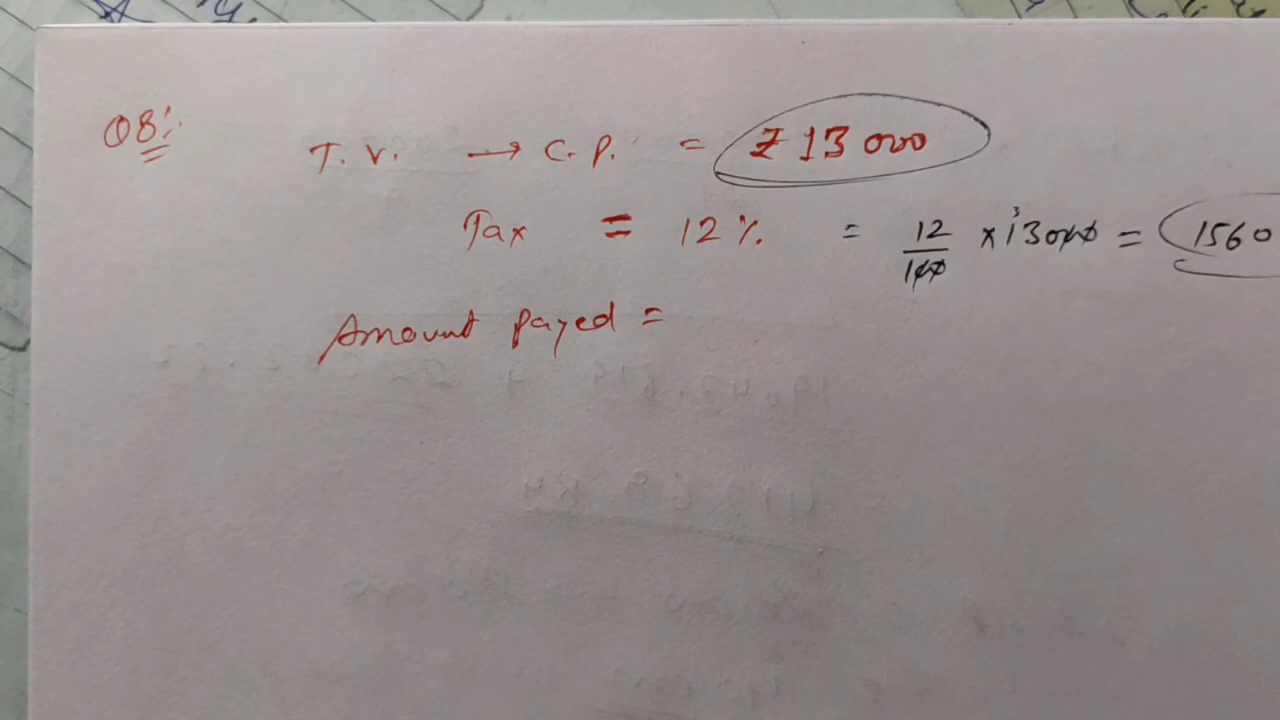 Q8:
T.V. → C.P. = ₹ 13000
Tax = 12% = 12/100 × 13000 = 1560
Amount payed =